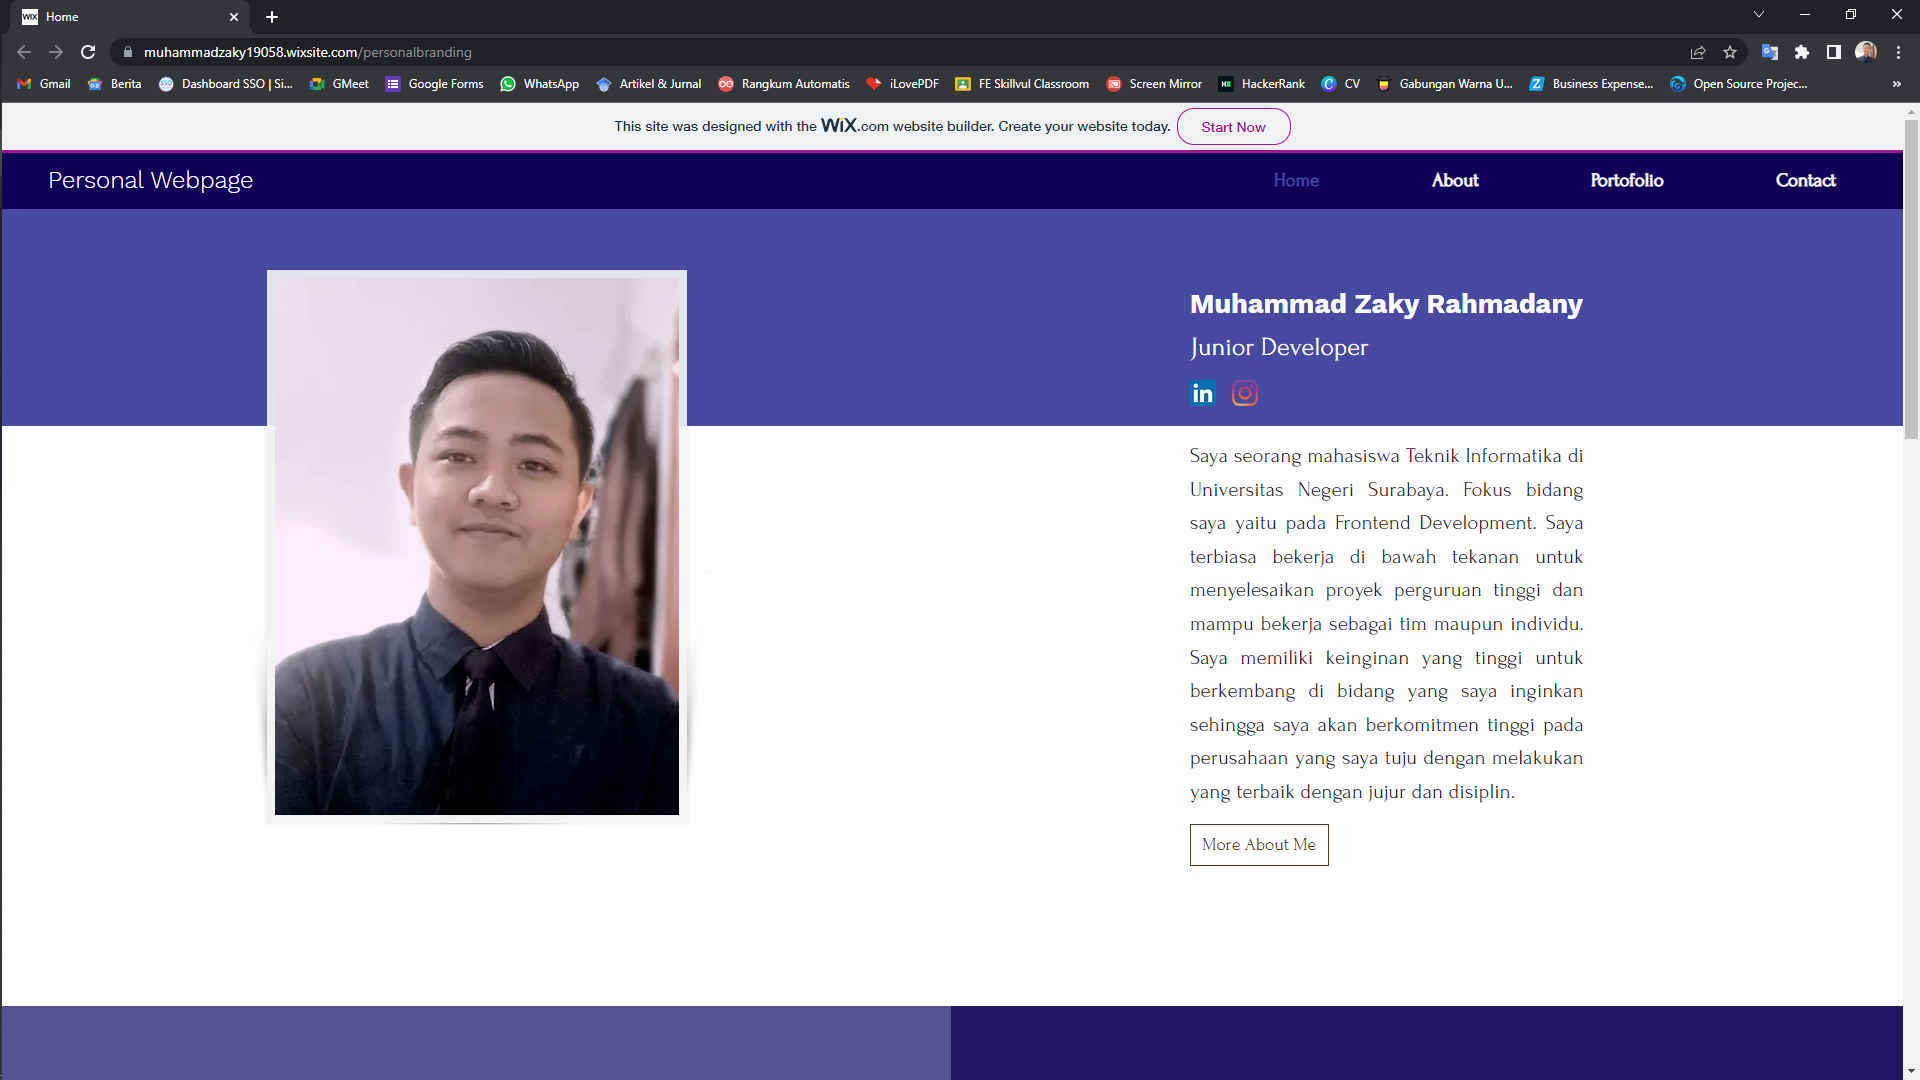 Home
muhammadzaky19058.wixsite.com/personalbranding
Gmail Berita Dashboard SSO | Si... GMeet Google Forms WhatsApp Artikel & Jurnal Rangkum Automatis iLovePDF FE Skillvul Classroom Screen Mirror HackerRank CV Gabungan Warna U... Business Expense... Open Source Projec... »
This site was designed with the WiX.com website builder. Create your website today. Start Now
Personal Webpage Home About Portofolio Contact
Muhammad Zaky Rahmadany
Junior Developer
in
Saya seorang mahasiswa Teknik Informatika di
Universitas Negeri Surabaya. Fokus bidang
saya yaitu pada Frontend Development. Saya
terbiasa bekerja di bawah tekanan untuk
menyelesaikan proyek perguruan tinggi dan
mampu bekerja sebagai tim maupun individu.
Saya memiliki keinginan yang tinggi untuk
berkembang di bidang yang saya inginkan
sehingga saya akan berkomitmen tinggi pada
perusahaan yang saya tuju dengan melakukan
yang terbaik dengan jujur dan disiplin.
More About Me